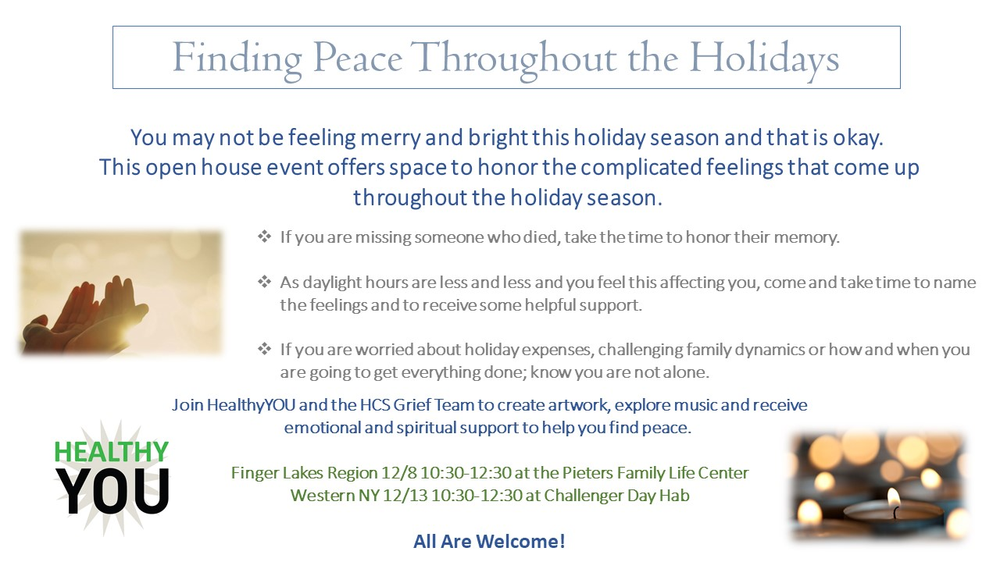 Finding Peace Throughout the Holidays
You may not be feeling merry and bright this holiday season and that is okay.
This open house event offers space to honor the complicated feelings that come up
throughout the holiday season.
❖ If you are missing someone who died, take the time to honor their memory.
❖ As daylight hours are less and less and you feel this affecting you, come and take time to name
the feelings and to receive some helpful support.
❖ If you are worried about holiday expenses, challenging family dynamics or how and when you
are going to get everything done; know you are not alone.
Join HealthyYOU and the HCS Grief Team to create artwork, explore music and receive
emotional and spiritual support to help you find peace.
HEALTHY
YOU
Finger Lakes Region 12/8 10:30-12:30 at the Pieters Family Life Center
Western NY 12/13 10:30-12:30 at Challenger Day Hab
All Are Welcome!